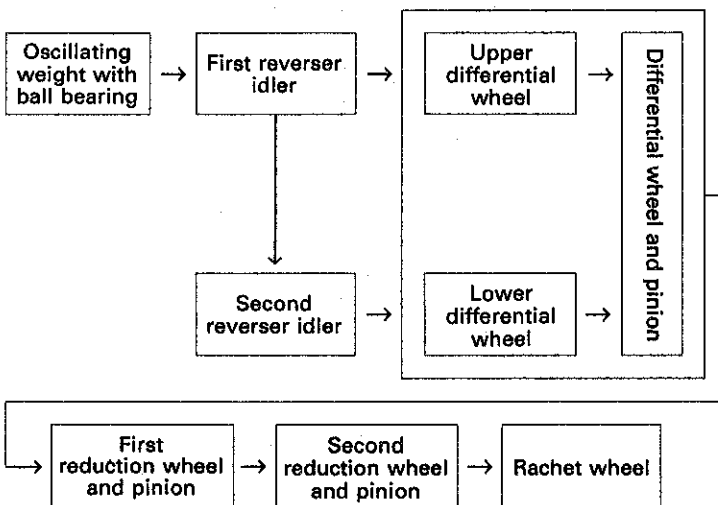 Oscillating
weight with
ball bearing
First reverser
idler
Upper
differential
wheel
Differential wheel and pinion
Second
reverser idler
Lower
differential
wheel
First
reduction wheel
and pinion
Second
reduction wheel
and pinion
Rachet wheel